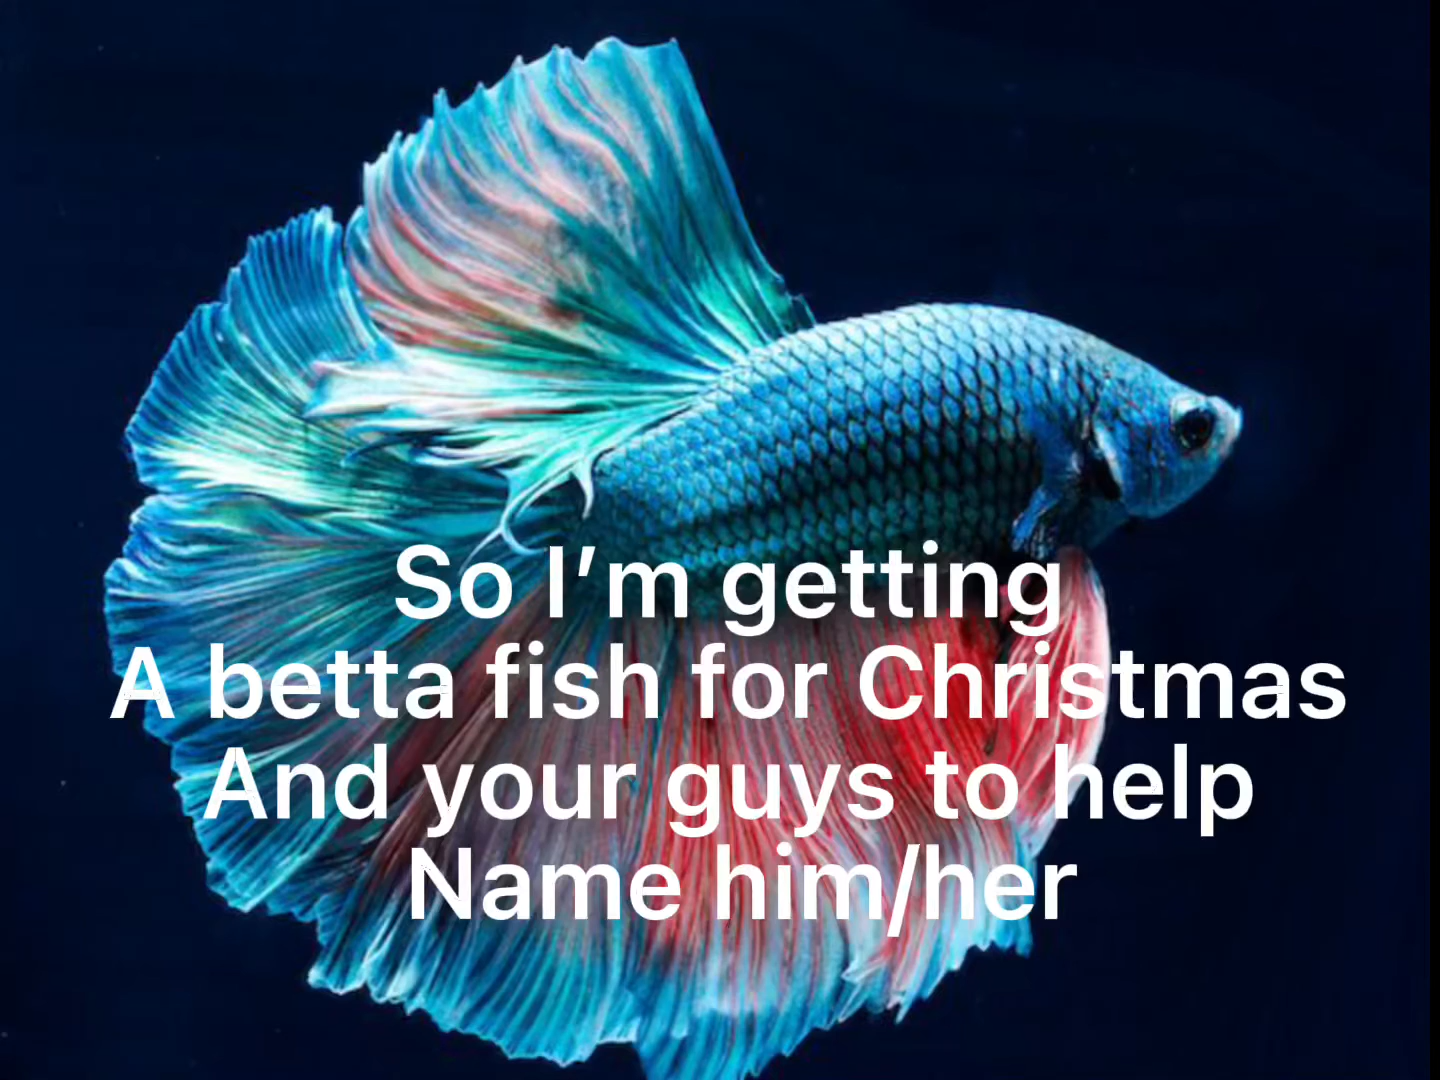 So I’m getting
A betta fish for Christmas
And your guys to help
Name him/her